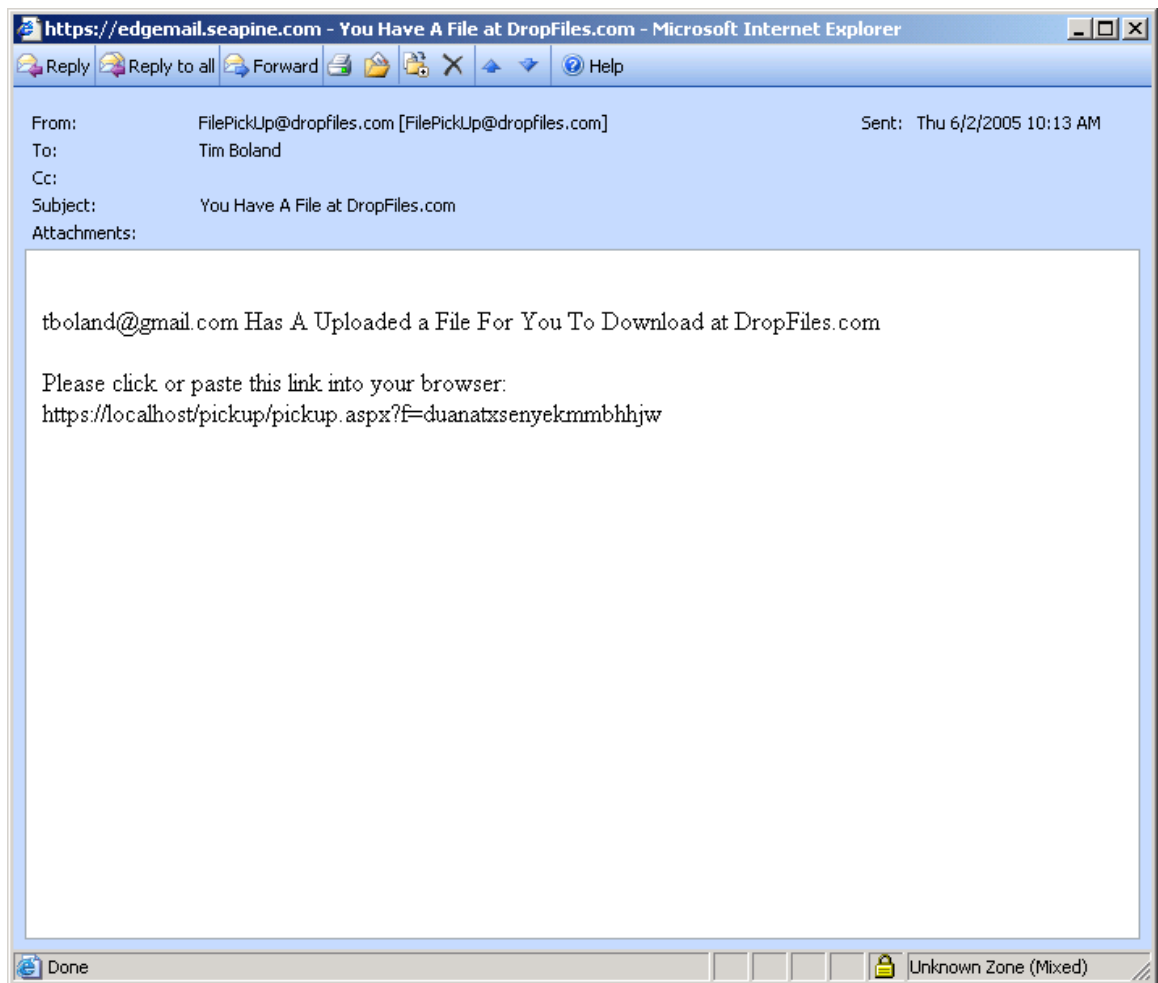 https://edgemail.seapine.com - You Have A File at DropFiles.com - Microsoft Internet Explorer
Reply Reply to all Forward Help
From: FilePickUp@dropfiles.com [FilePickUp@dropfiles.com] Sent: Thu 6/2/2005 10:13 AM
To: Tim Boland
Cc:
Subject: You Have A File at DropFiles.com
Attachments:
tboland@gmail.com Has A Uploaded a File For You To Download at DropFiles.com
Please click or paste this link into your browser:
https://localhost/pickup/pickup.aspx?f=duanatxsenyekmmbhhjw
Done Unknown Zone (Mixed)